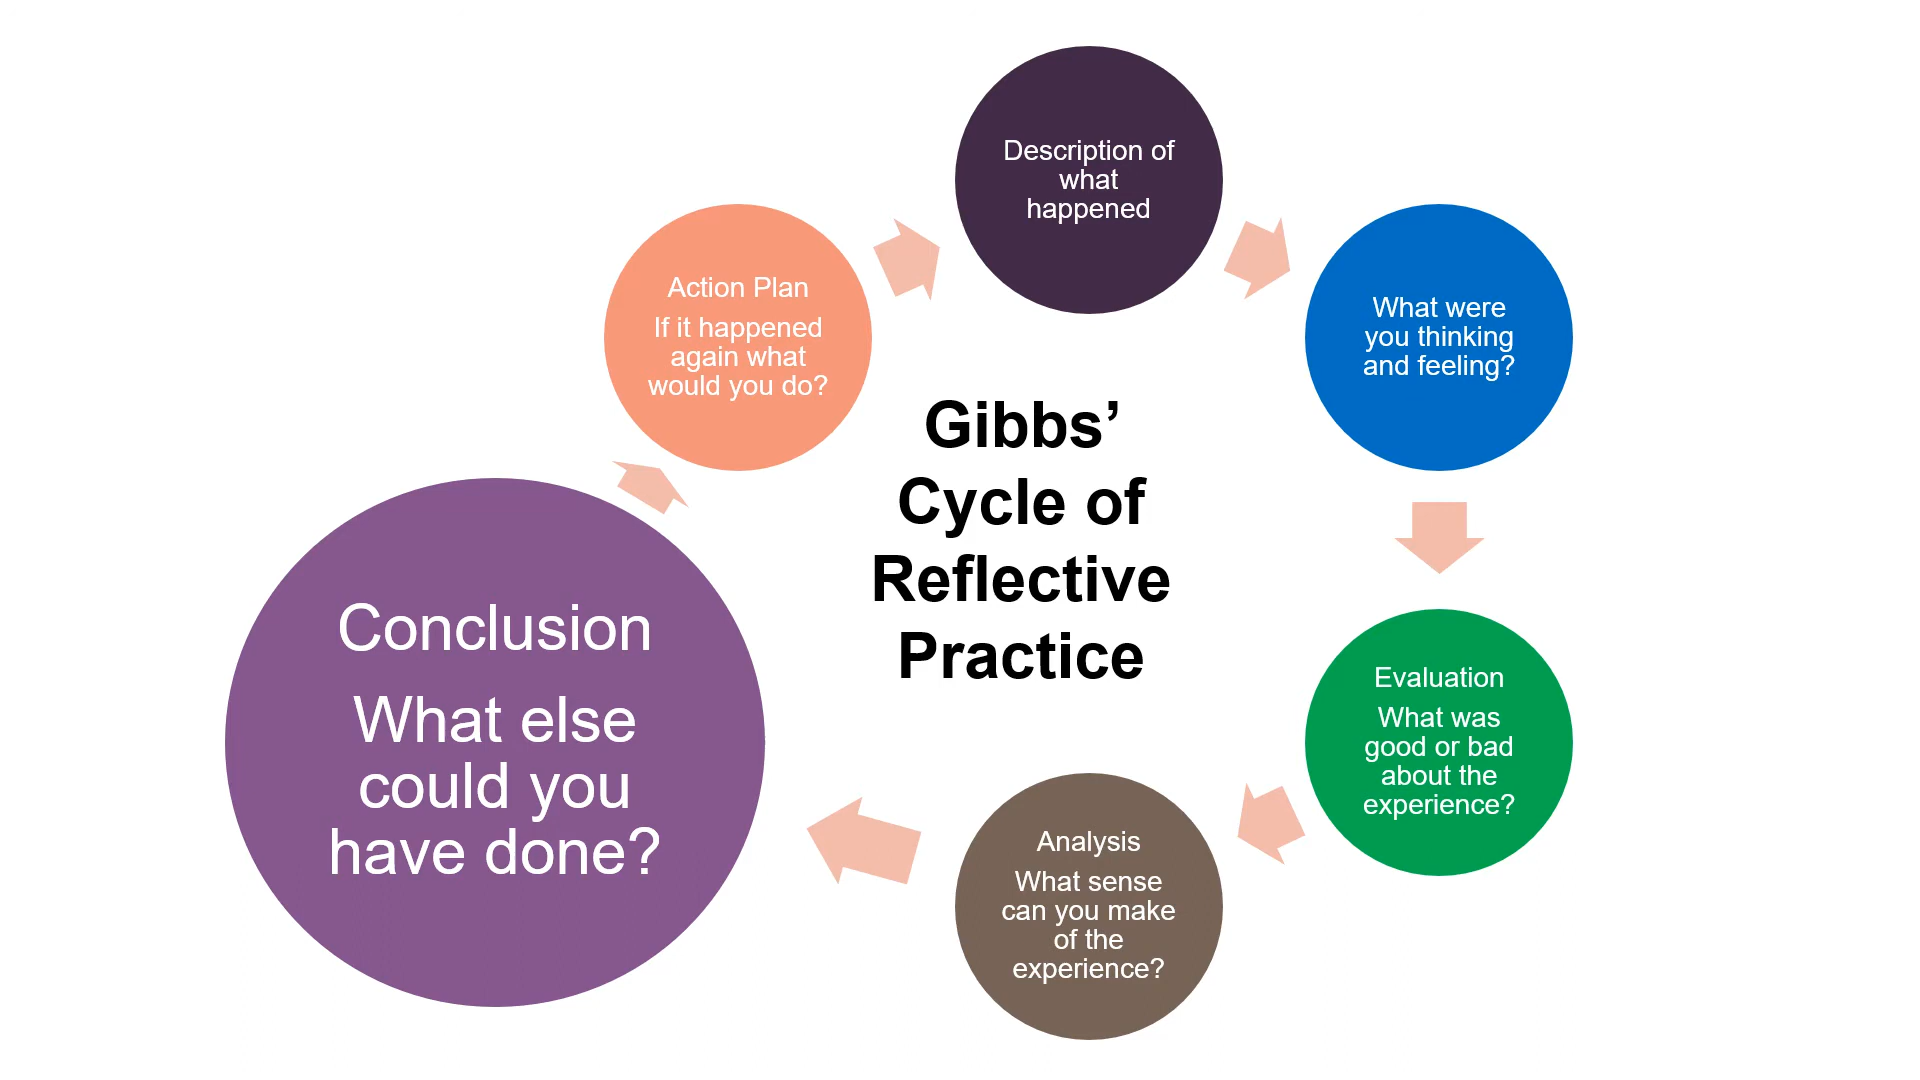 Description of
what
happened
What were
you thinking
and feeling?
Evaluation
What was
good or bad
about the
experience?
Analysis
What sense
can you make
of the
experience?
Conclusion
What else
could you
have done?
Action Plan
If it happened
again what
would you do?
Gibbs’
Cycle of
Reflective
Practice